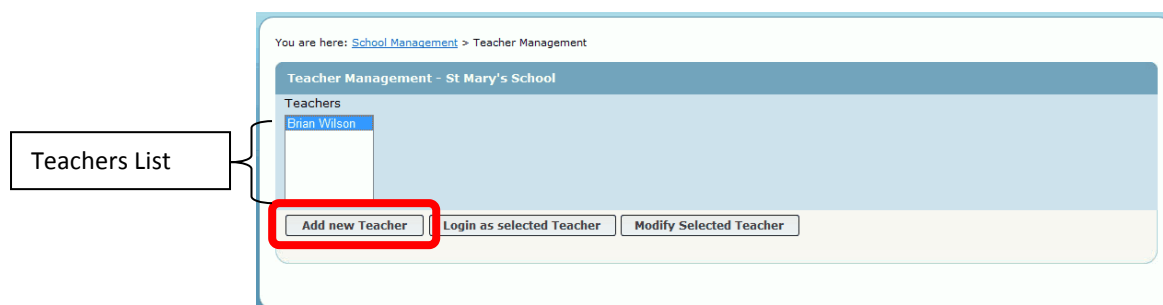 You are here: School Management > Teacher Management
Teacher Management - St Mary's School
Teachers
Brian Wilson
Teachers List
Add new Teacher Login as selected Teacher Modify Selected Teacher